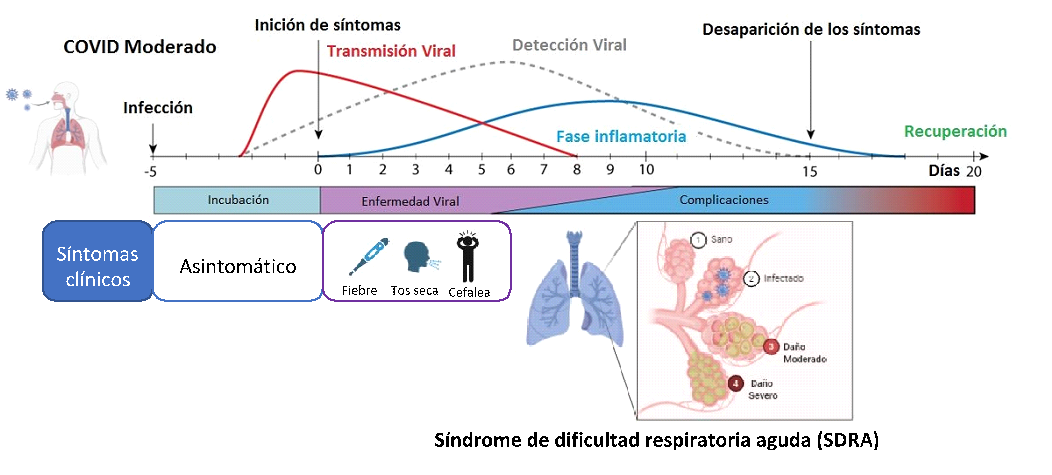 Inición de síntomas
Desaparición de los síntomas
COVID Moderado
Transmisión Viral
Detección Viral
Infección
Fase inflamatoria
Recuperación
-5 0 1 2 3 4 5 6 7 8 9 10 15 Días 20
Incubación
Enfermedad Viral
Complicaciones
Síntomas
clínicos
Asintomático
Fiebre
Tos seca
Cefalea
1 Sano
2 Infectado
3 Daño
Moderado
4 Daño
Severo
Síndrome de dificultad respiratoria aguda (SDRA)